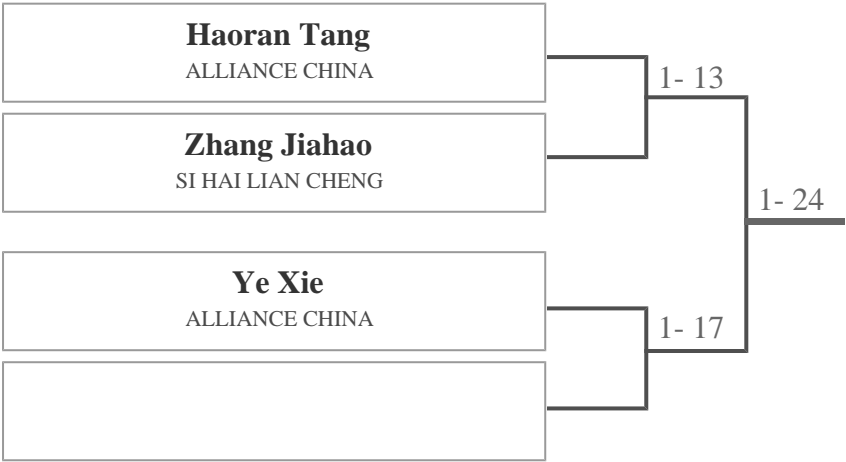 Haoran Tang
ALLIANCE CHINA
1- 13
Zhang Jiahao
SI HAI LIAN CHENG
1- 24
Ye Xie
ALLIANCE CHINA
1- 17